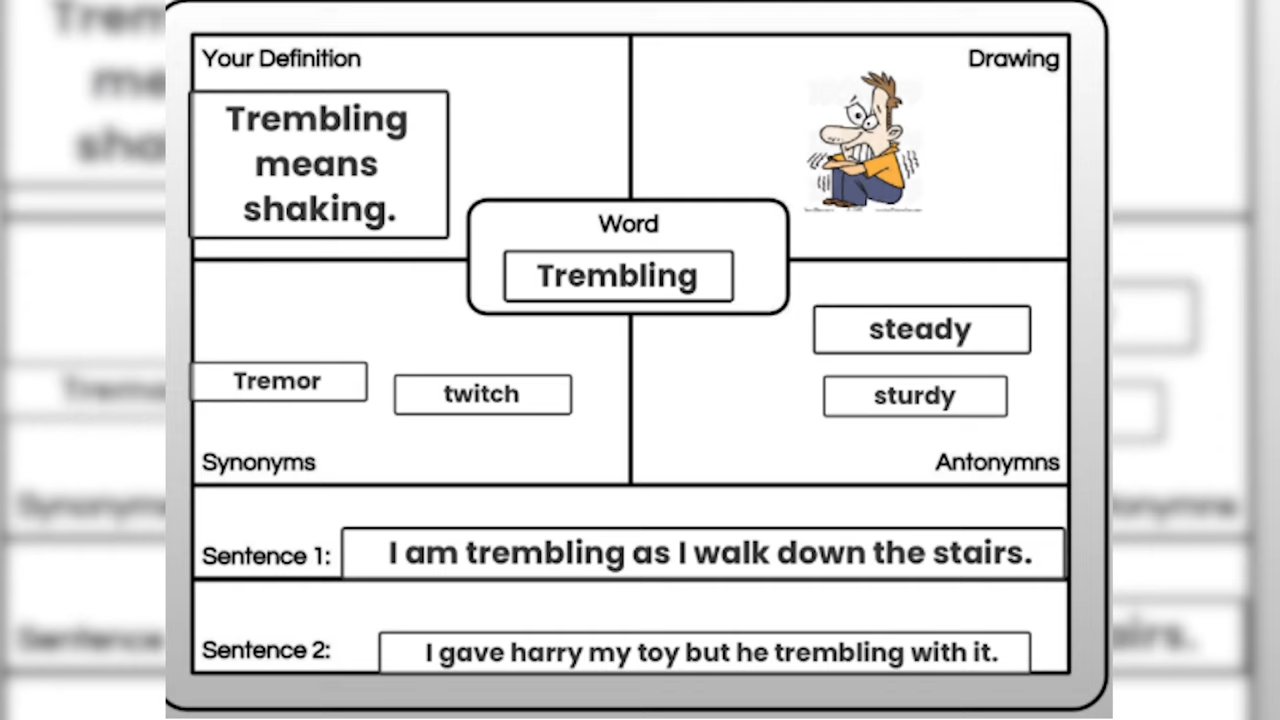 Your Definition
Drawing
Trembling
means
shaking.
Word
Trembling
steady
Tremor
twitch
sturdy
Synonyms
Antonymns
Sentence 1:
I am trembling as I walk down the stairs.
Sentence 2:
I gave harry my toy but he trembling with it.